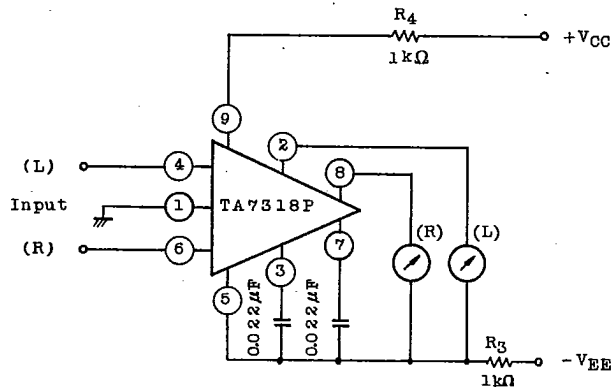 R4
1kΩ
+VCC
9
2
(L)
4
8
Input
1
TA7318P
(R)
(L)
(R)
6
7
3
5
0.022μF
0.022μF
R3
1kΩ
-VEE